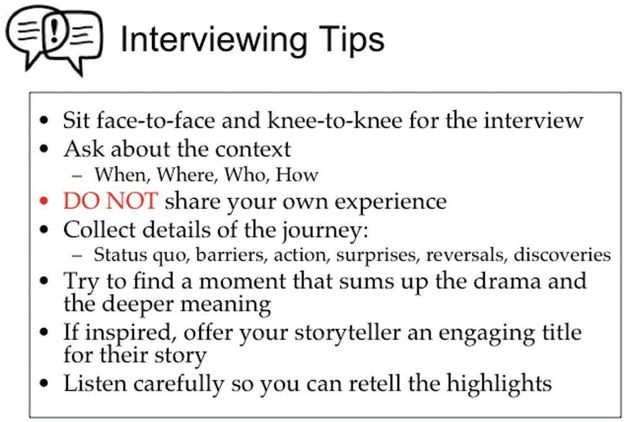 !
Interviewing Tips
• Sit face-to-face and knee-to-knee for the interview
• Ask about the context
– When, Where, Who, How
• DO NOT share your own experience
• Collect details of the journey:
– Status quo, barriers, action, surprises, reversals, discoveries
• Try to find a moment that sums up the drama and
the deeper meaning
• If inspired, offer your storyteller an engaging title
for their story
• Listen carefully so you can retell the highlights